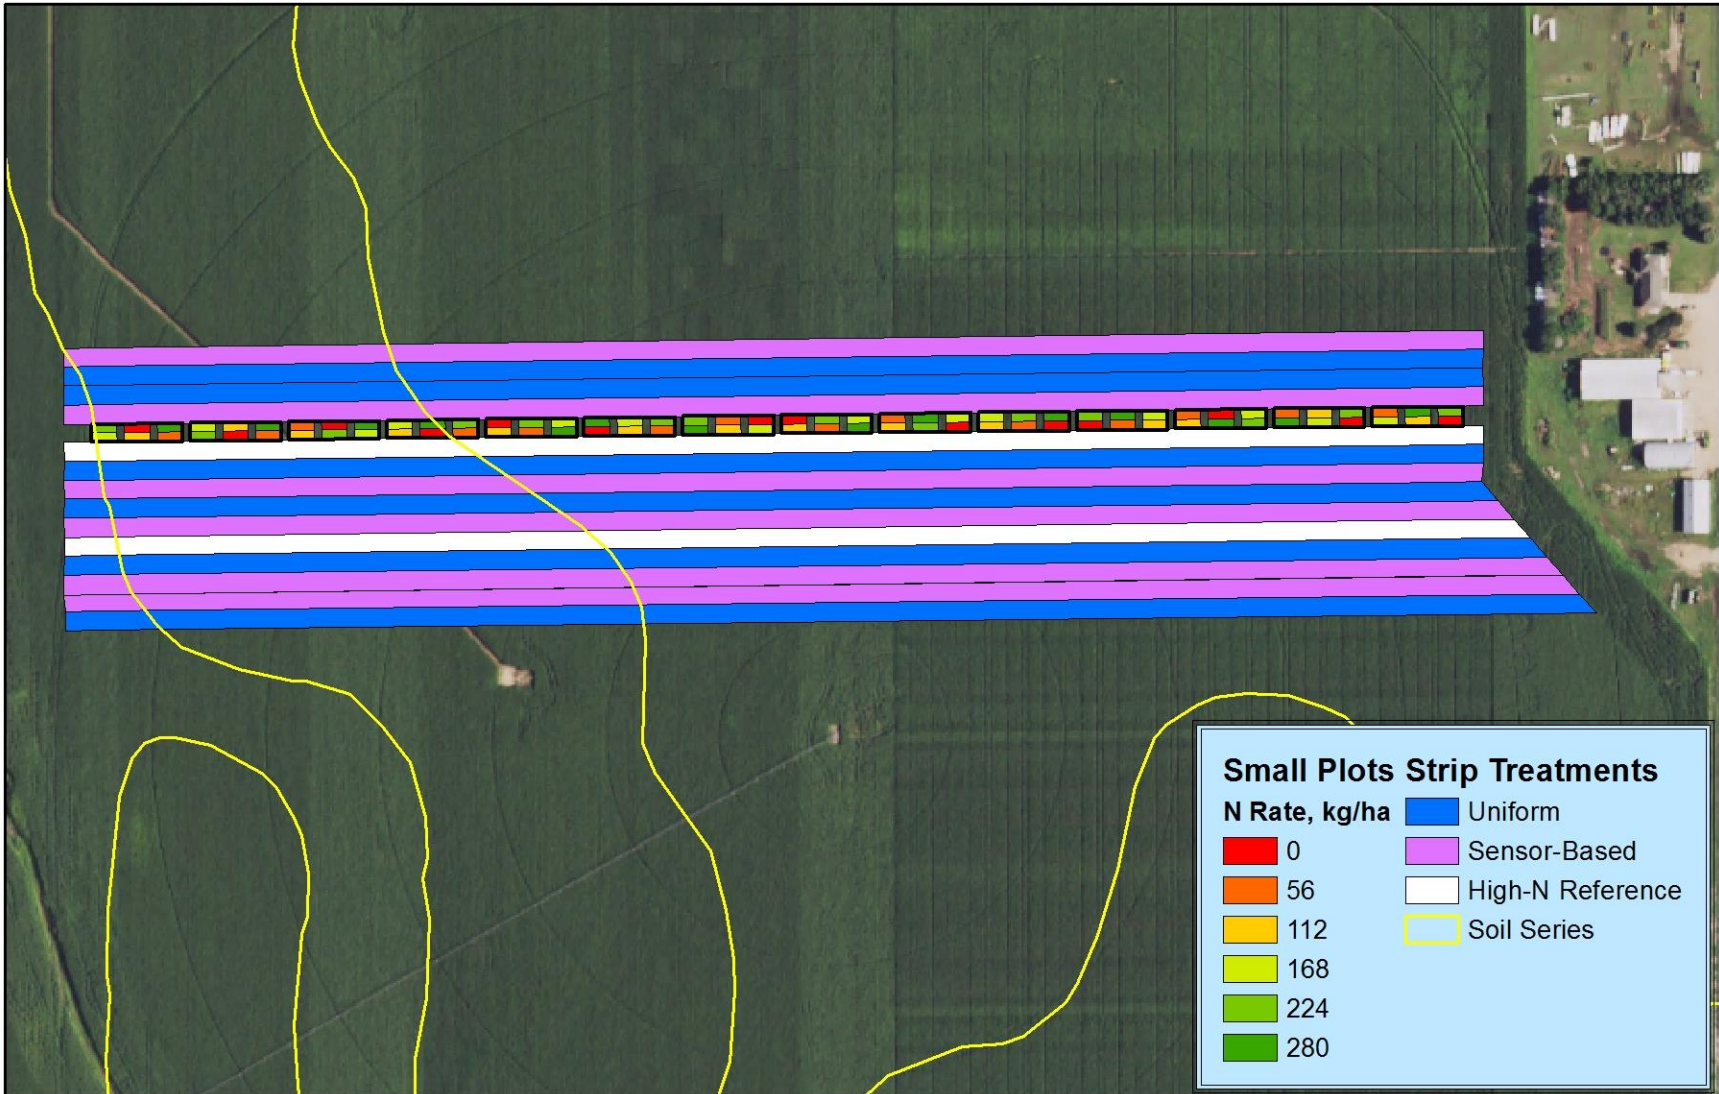 Small Plots Strip Treatments
N Rate, kg/ha Uniform
0 Sensor-Based
56 High-N Reference
112 Soil Series
168
224
280